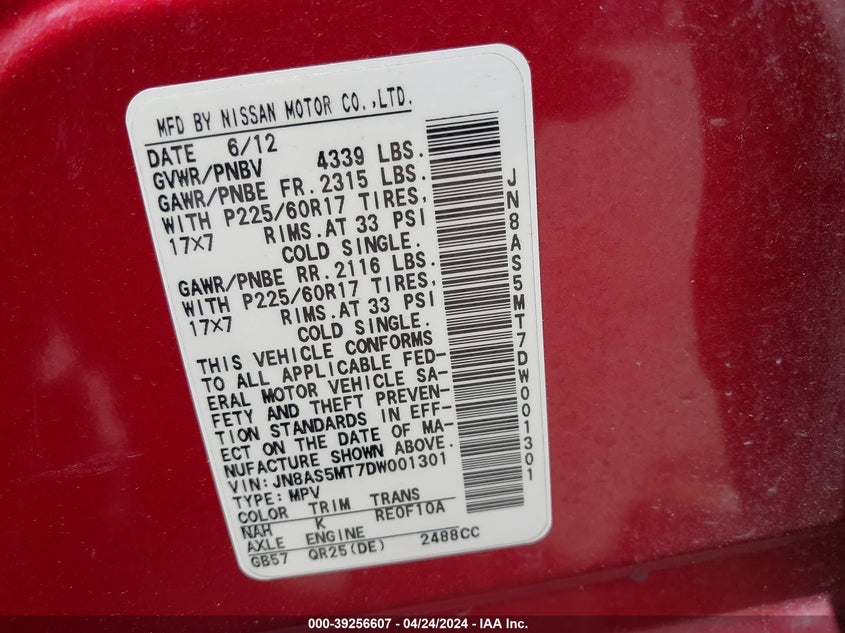 MFD BY NISSAN MOTOR CO.,LTD.
DATE 6/12
GVWR/PNBV 4339 LBS.
GAWR/PNBE FR. 2315 LBS.
WITH P225/60R17 TIRES,
17X7 RIMS. AT 33 PSI
COLD SINGLE.
GAWR/PNBE RR. 2116 LBS.
WITH P225/60R17 TIRES,
17X7 RIMS. AT 33 PSI
COLD SINGLE.
THIS VEHICLE CONFORMS
TO ALL APPLICABLE FED-
ERAL MOTOR VEHICLE SA-
FETY AND THEFT PREVEN-
TION STANDARDS IN EFF-
ECT ON THE DATE OF MA-
NUFACTURE SHOWN ABOVE.
VIN: JN8AS5MT7DW001301
TYPE: MPV
COLOR TRIM TRANS
NAH K RE0F10A
AXLE ENGINE
GB57 QR25(DE) 2488CC
JN8AS5MT7DW001301
000-39256607 - 04/24/2024 - IAA Inc.